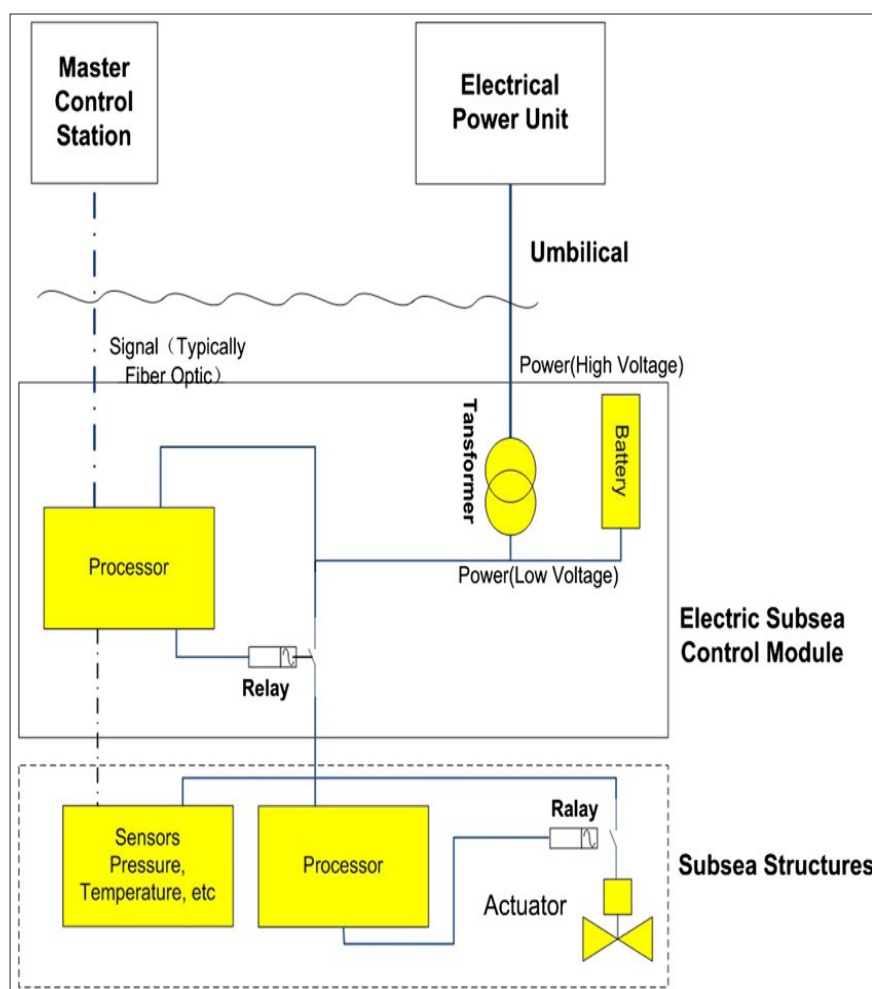 Master
Control
Station
Electrical
Power Unit
Umbilical
Signal（Typically
Fiber Optic）
Power(High Voltage)
Tansformer
Battery
Processor
Power(Low Voltage)
Electric Subsea
Control Module
Relay
Sensors
Pressure,
Temperature, etc
Processor
Ralay
Actuator
Subsea Structures